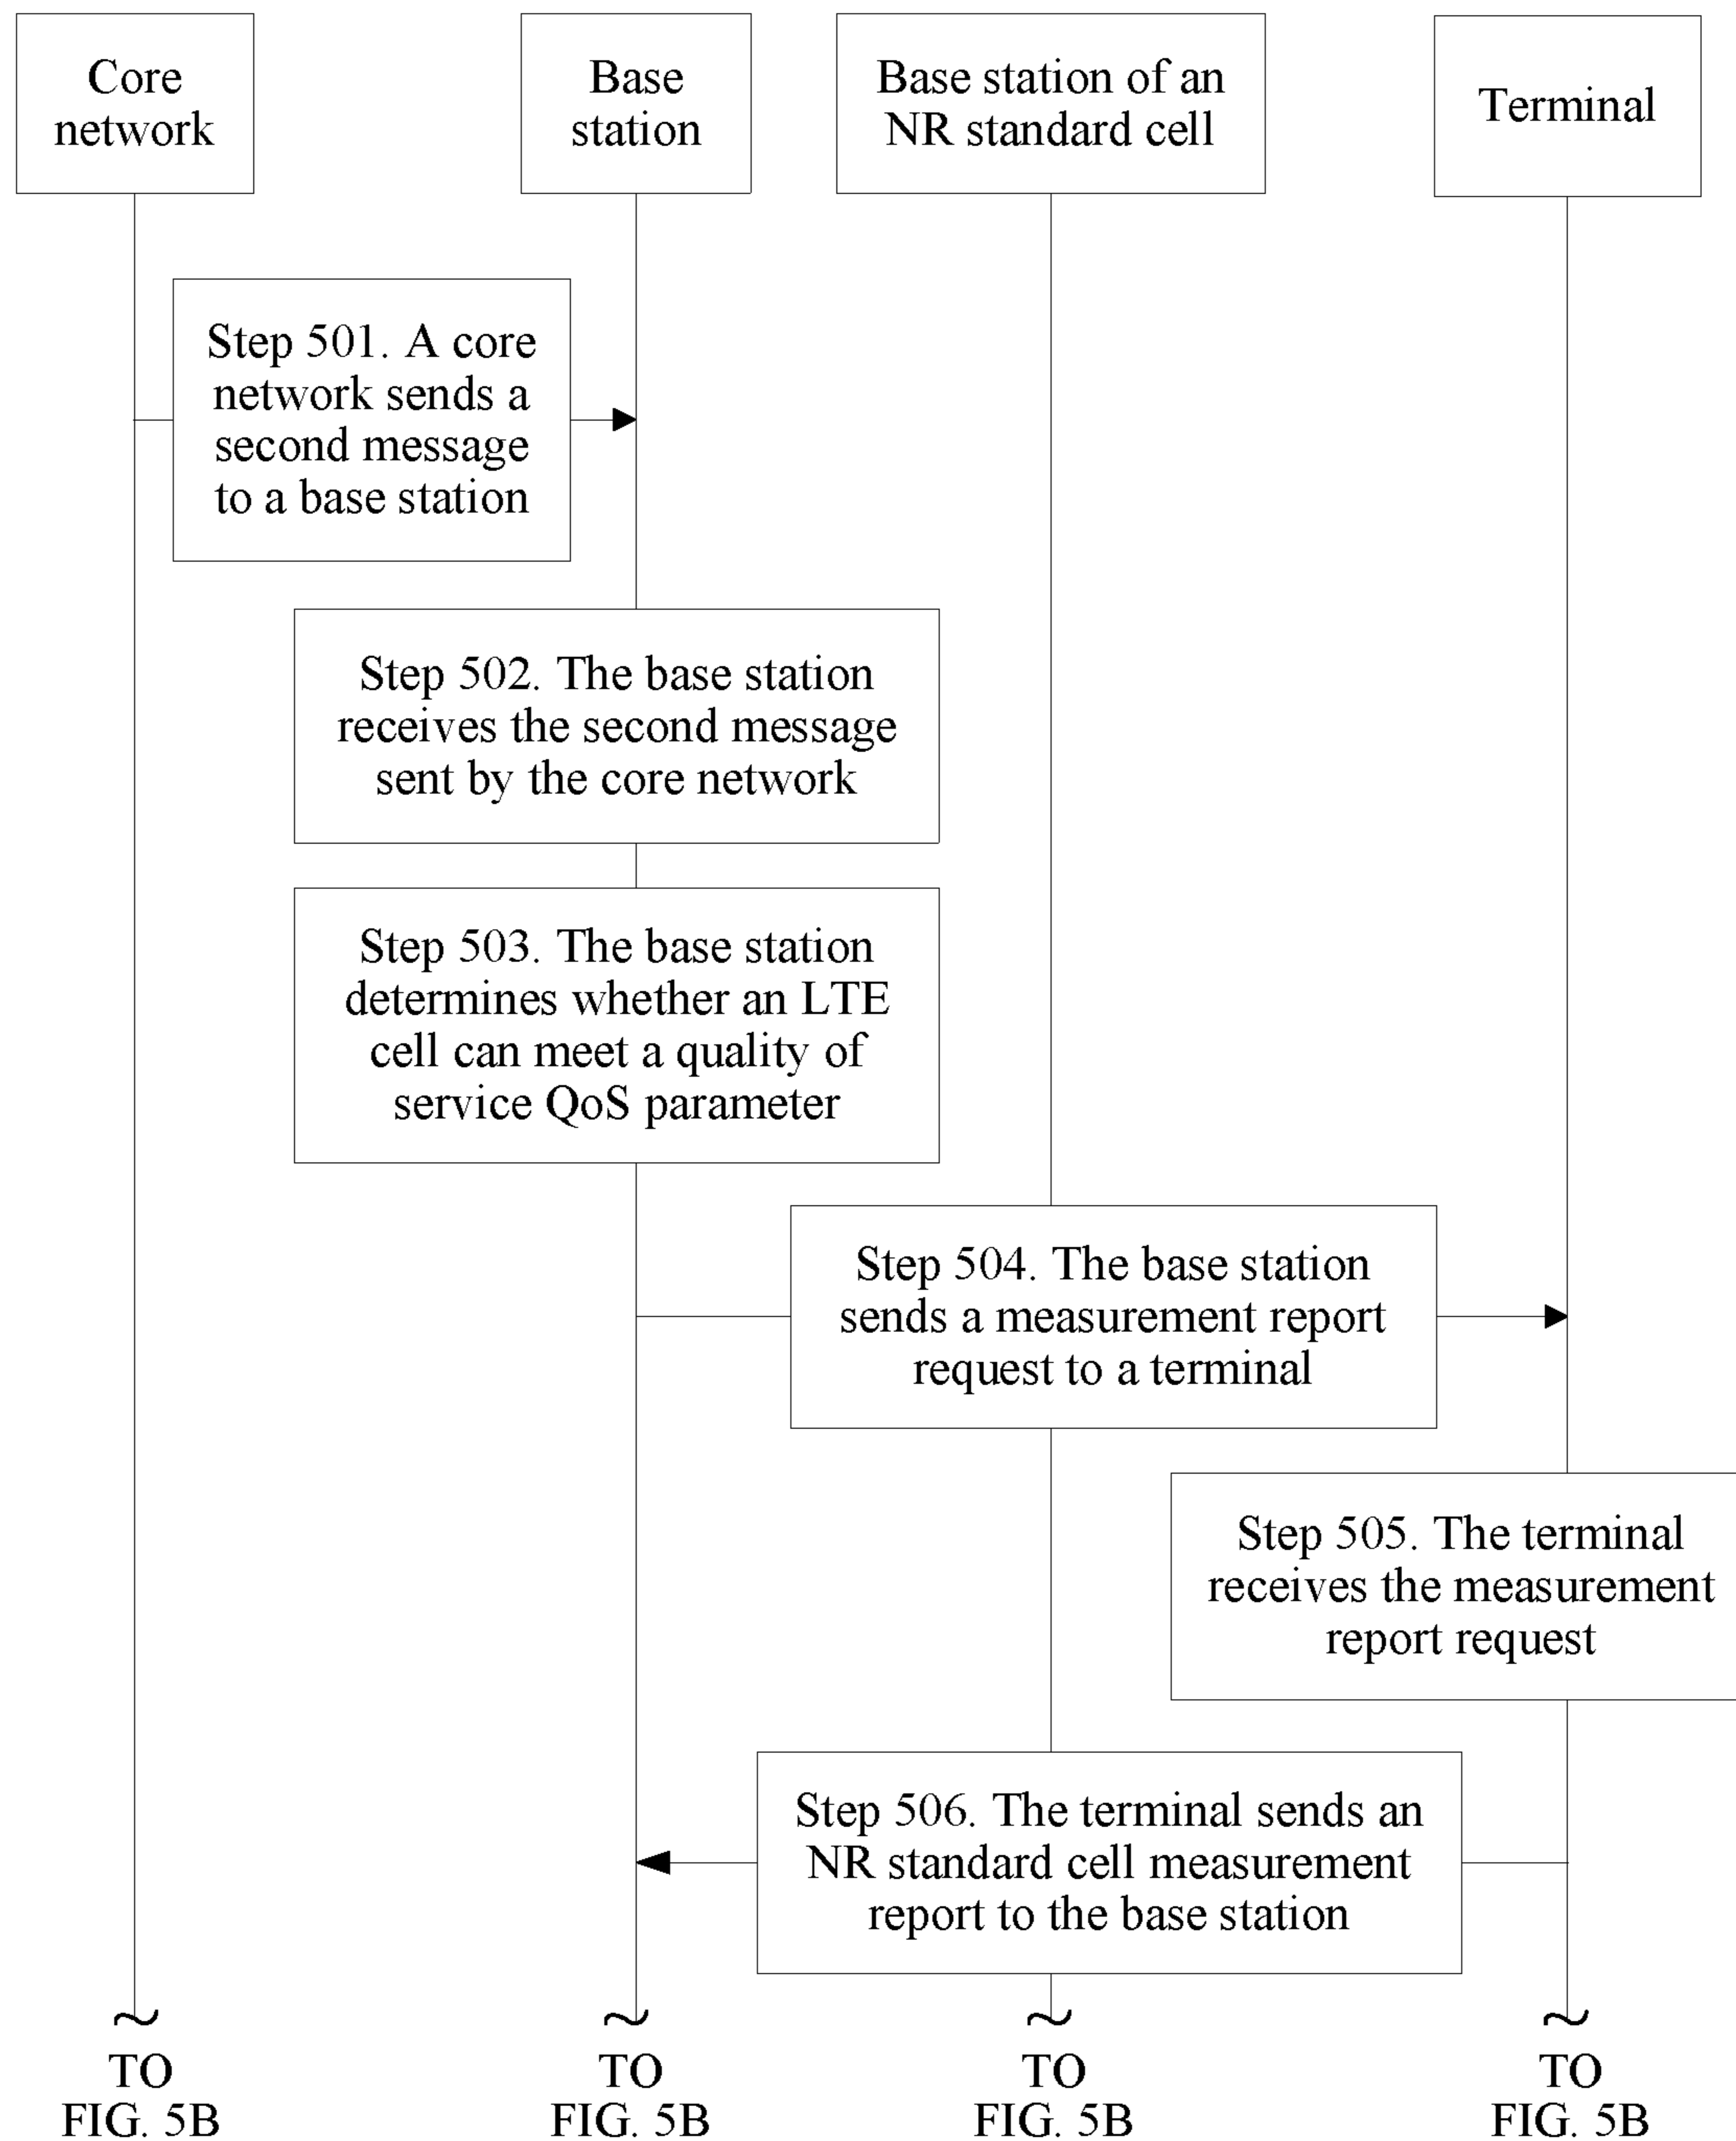 Core
network
Base
station
Base station of an
NR standard cell
Terminal
Step 501. A core
network sends a
second message
to a base station
Step 502. The base station
receives the second message
sent by the core network
Step 503. The base station
determines whether an LTE
cell can meet a quality of
service QoS parameter
Step 504. The base station
sends a measurement report
request to a terminal
Step 505. The terminal
receives the measurement
report request
Step 506. The terminal sends an
NR standard cell measurement
report to the base station
TO
FIG. 5B
TO
FIG. 5B
TO
FIG. 5B
TO
FIG. 5B